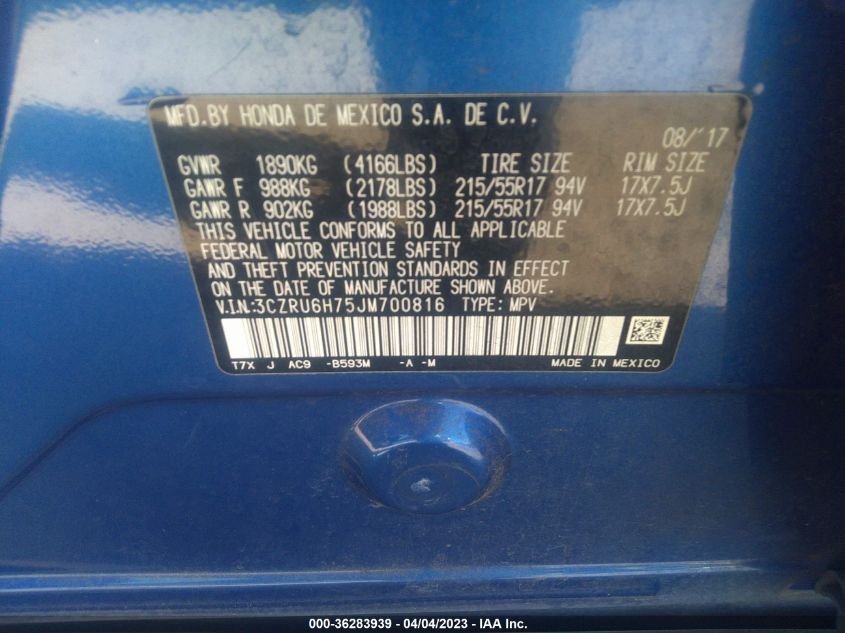 MFD.BY HONDA DE MEXICO S.A. DE C.V.
08/'17
GVWR 1890KG (4166LBS) TIRE SIZE RIM SIZE
GAWR F 988KG (2178LBS) 215/55R17 94V 17X7.5J
GAWR R 902KG (1988LBS) 215/55R17 94V 17X7.5J
THIS VEHICLE CONFORMS TO ALL APPLICABLE
FEDERAL MOTOR VEHICLE SAFETY
AND THEFT PREVENTION STANDARDS IN EFFECT
ON THE DATE OF MANUFACTURE SHOWN ABOVE.
V.I.N:3CZRU6H75JM700816 TYPE: MPV
T7X J AC9 -B593M -A -M MADE IN MEXICO
000-36283939 - 04/04/2023 - IAA Inc.